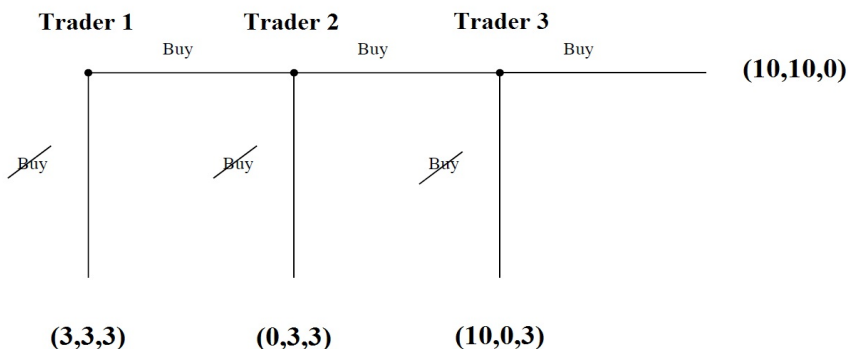 Trader 1 Trader 2 Trader 3
Buy Buy Buy
(10,10,0)
Buy Buy Buy
(3,3,3) (0,3,3) (10,0,3)